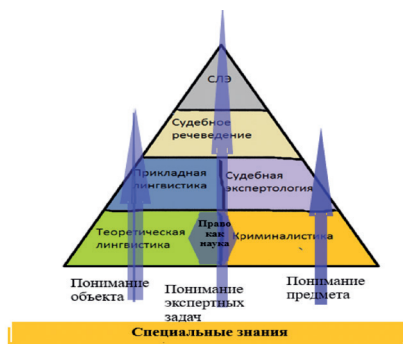 СЛЭ
Судебное
речеведение
Прикладная
лингвистика
Судебная
экспертология
Теоретическая
лингвистика
Право
как
наука
Криминалистика
Понимание
объекта
Понимание
экспертных
задач
Понимание
предмета
Специальные знания